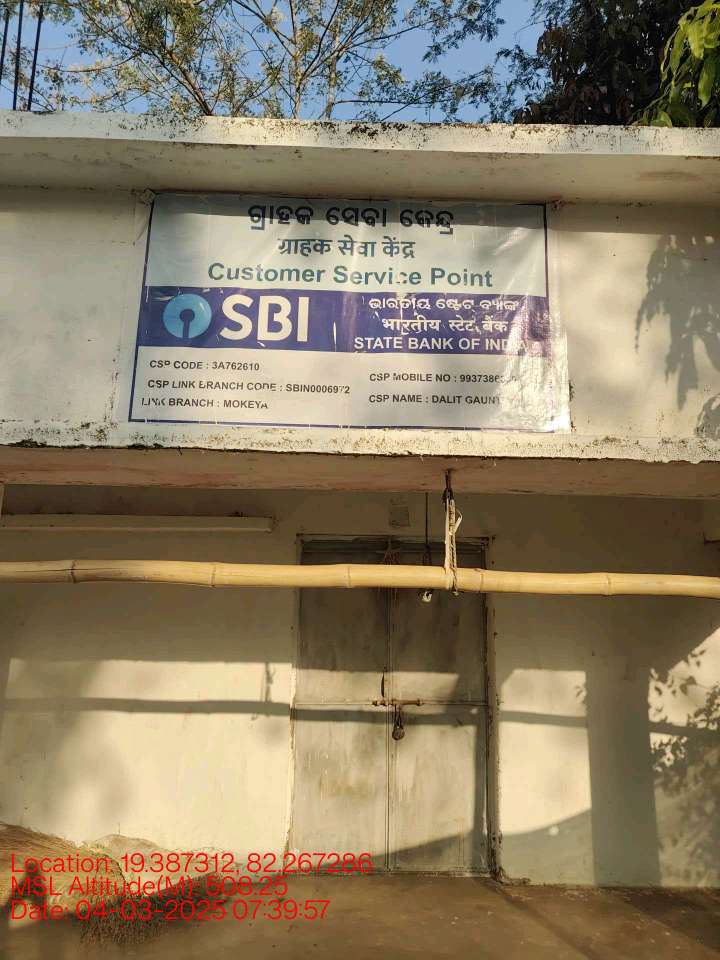 ଗ୍ରାହକ ସେବା କେନ୍ଦ୍ର
ग्राहक सेवा केंद्र
Customer Service Point
SBI
ଭାରତୀୟ ଷ୍ଟେଟ ବ୍ୟାଙ୍କ
भारतीय स्टेट बैंक
STATE BANK OF INDIA
CSP CODE : 3A762610
CSP LINK BRANCH CODE : SBIN0006972
LINK BRANCH : MOKEYA
CSP MOBILE NO :
CSP NAME : DALIT
Location: 19.387312, 82.267286
MSL Altitude(M): 508.25
Date: 04-03-2025 07:39:57